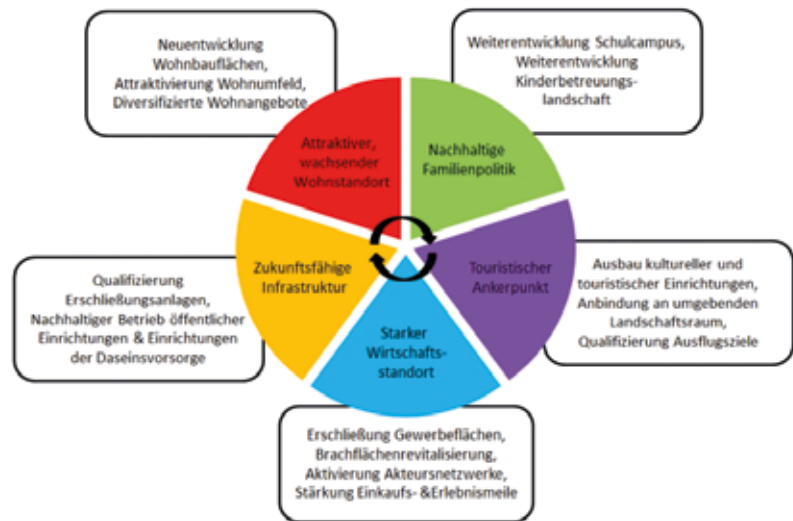 Neuentwicklung
Wohnbauflächen,
Attraktivierung Wohnumfeld,
Diversifizierte Wohnangebote
Weiterentwicklung Schulcampus,
Weiterentwicklung
Kinderbetreuungs-
landschaft
Attraktiver,
wachsender
Wohnstandort
Nachhaltige
Familienpolitik
Zukunftsfähige
Infrastruktur
Touristischer
Ankerpunkt
Starker
Wirtschafts-
standort
Qualifizierung
Erschließungsanlagen,
Nachhaltiger Betrieb öffentlicher
Einrichtungen & Einrichtungen
der Daseinsvorsorge
Ausbau kultureller und
touristischer Einrichtungen,
Anbindung an umgebenden
Landschaftsraum,
Qualifizierung Ausflugsziele
Erschließung Gewerbeflächen,
Brachflächenrevitalisierung,
Aktivierung Akteursnetzwerke,
Stärkung Einkaufs- &Erlebnismeile